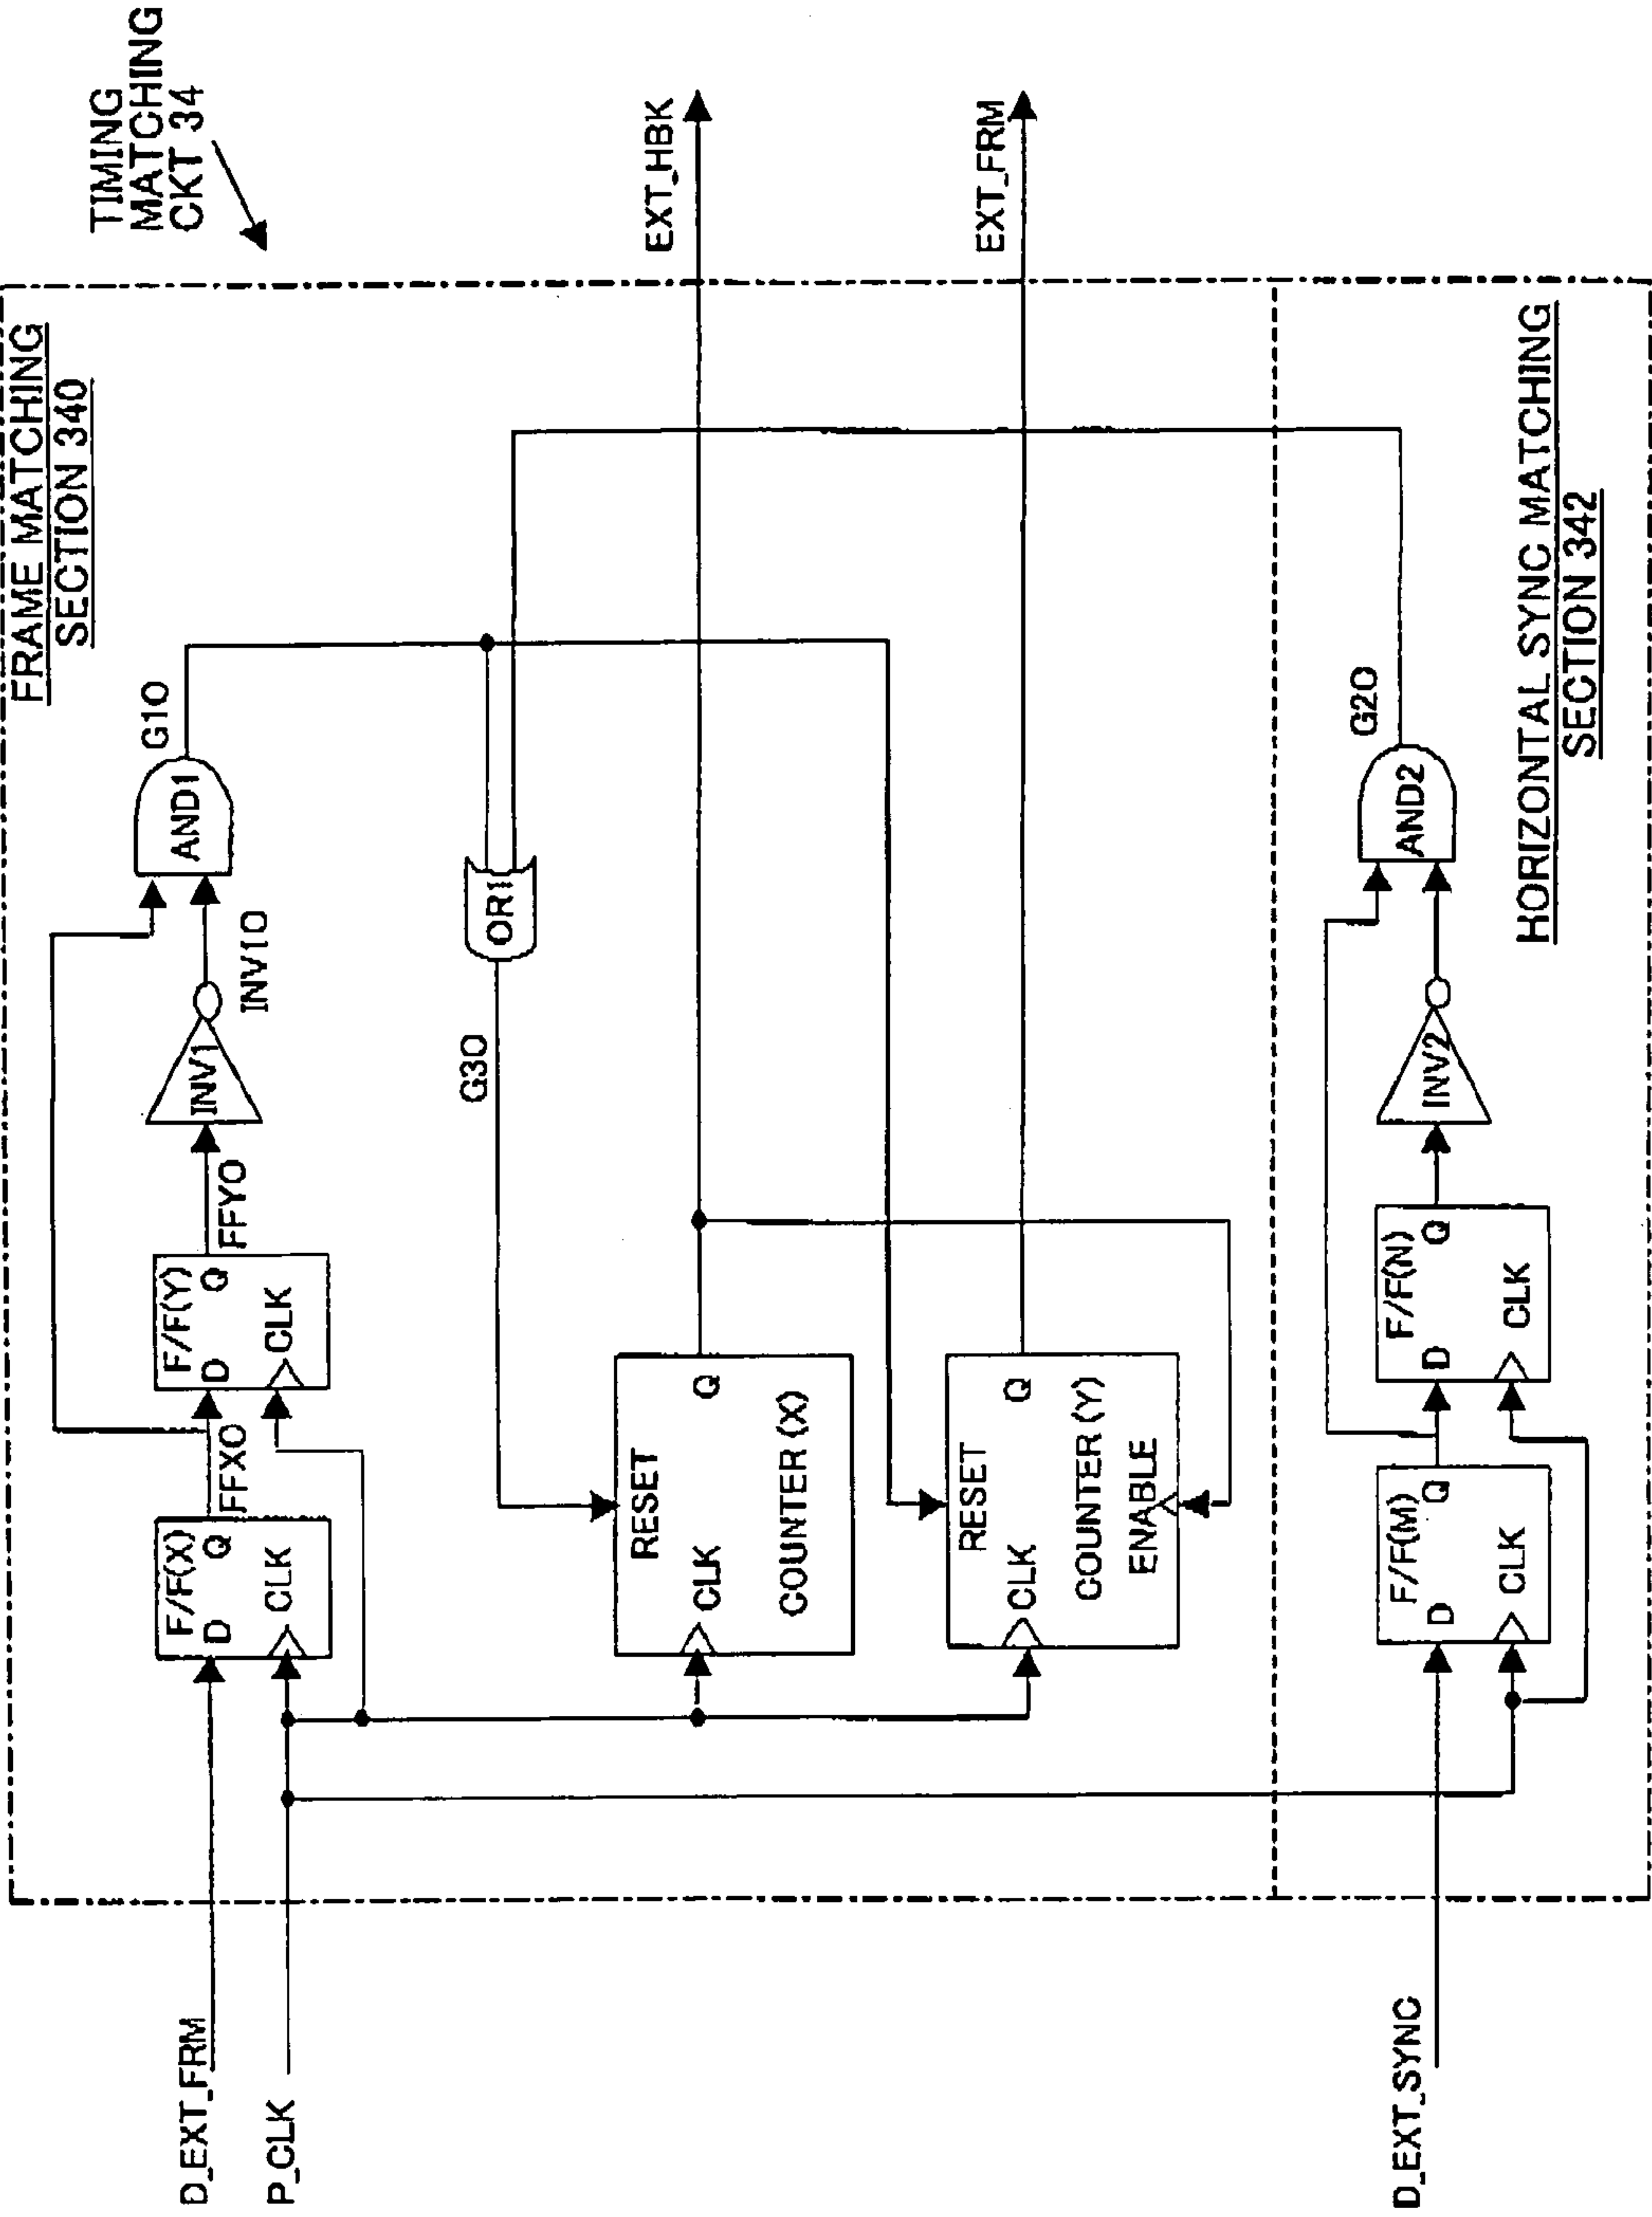 TIMING
MATCHING
CKT 34
FRAME MATCHING
SECTION 340
D_EXT_FRM
P_CLK
F/F(X)
D
Q
CLK
FFXO
F/F(Y)
D
Q
CLK
FFYO
INV1
INV1O
AND1
G1O
G3O
OR1
RESET
CLK
Q
COUNTER (X)
EXT_HBK
RESET
CLK
Q
COUNTER (Y)
ENABLE
EXT_FRM
D_EXT_SYNC
F/F(M)
D
Q
CLK
F/F(N)
D
Q
CLK
INV2
AND2
G2O
HORIZONTAL SYNC MATCHING
SECTION 342